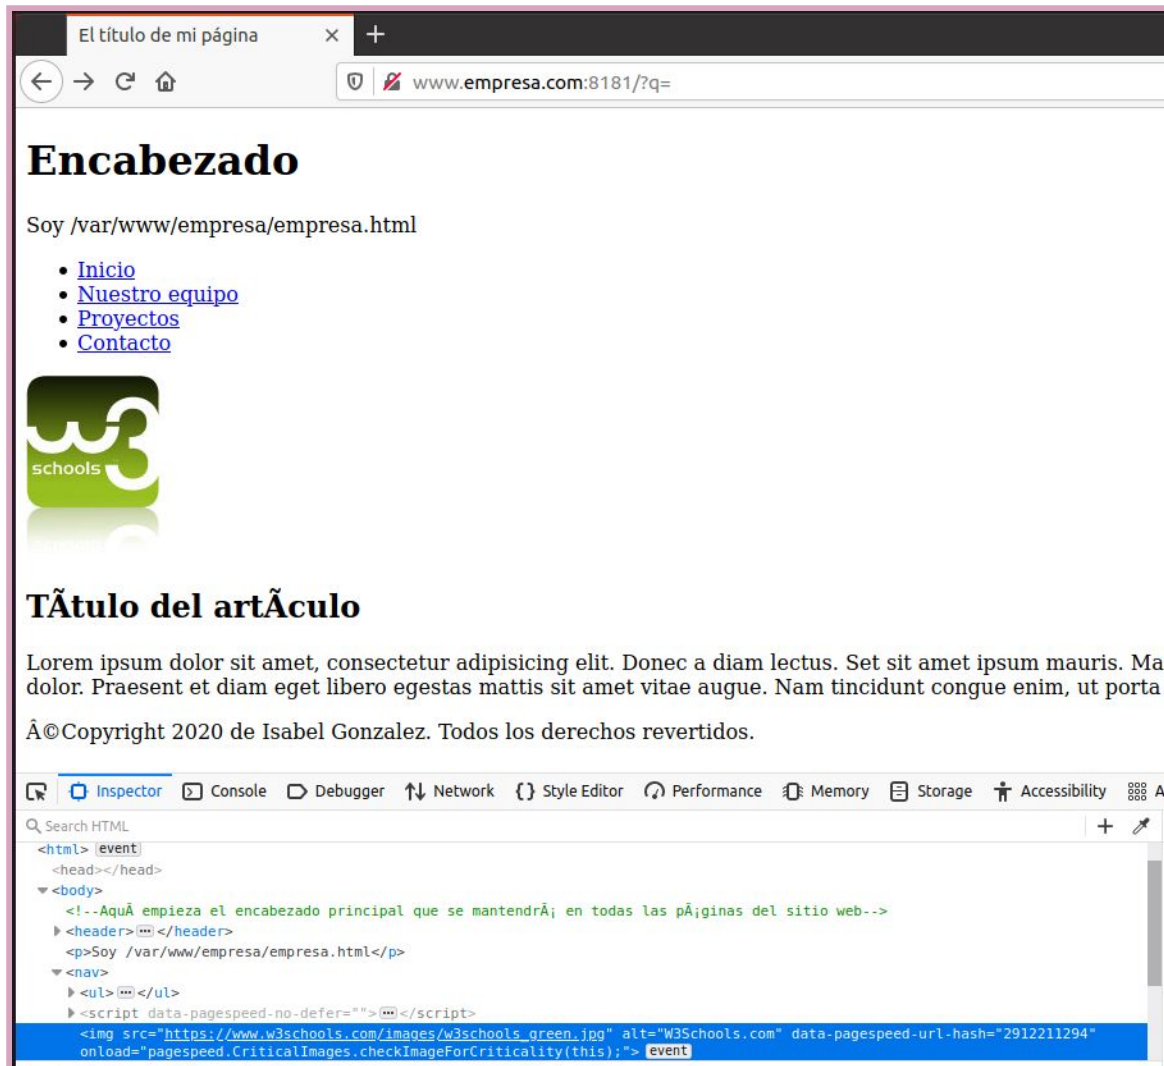 El título de mi página
www.empresa.com:8181/?q=
Encabezado
Soy /var/www/empresa/empresa.html
Inicio
Nuestro equipo
Proyectos
Contacto
w3
schools
TÃtulo del artÃculo
Lorem ipsum dolor sit amet, consectetur adipisicing elit. Donec a diam lectus. Set sit amet ipsum mauris. Ma
dolor. Praesent et diam eget libero egestas mattis sit amet vitae augue. Nam tincidunt congue enim, ut porta
Â©Copyright 2020 de Isabel Gonzalez. Todos los derechos revertidos.
Inspector Console Debugger Network {} Style Editor Performance Memory Storage Accessibility A
Search HTML
<html> event
<head></head>
<body>
<!--AquÃ empieza el encabezado principal que se mantendrÃ¡ en todas las pÃ¡ginas del sitio web-->
<header>…</header>
<p>Soy /var/www/empresa/empresa.html</p>
<nav>
<ul>…</ul>
<script data-pagespeed-no-defer="">…</script>
<img src="https://www.w3schools.com/images/w3schools_green.jpg" alt="W3Schools.com" data-pagespeed-url-hash="2912211294"
onload="pagespeed.CriticalImages.checkImageForCriticality(this);"> event